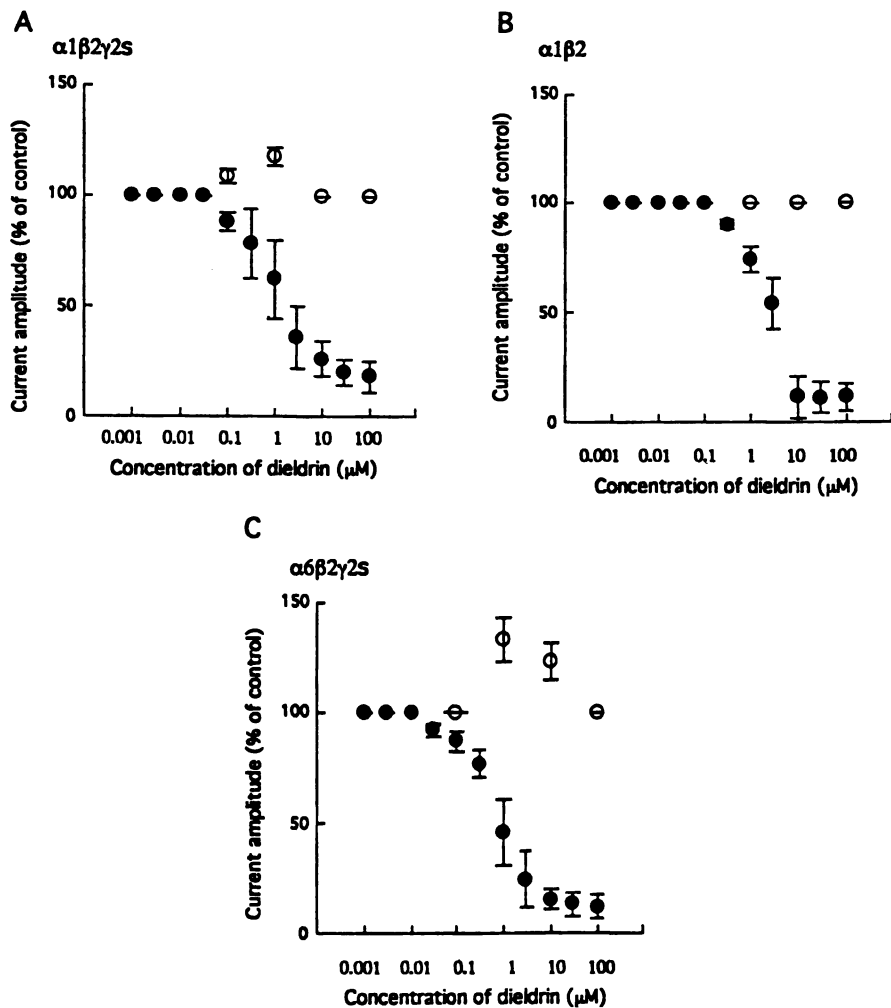 A
α1β2γ2s
Current amplitude (% of control)
150
100
50
0
0.001 0.01 0.1 1 10 100
Concentration of dieldrin (μM)
B
α1β2
Current amplitude (% of control)
150
100
50
0
0.001 0.01 0.1 1 10 100
Concentration of dieldrin (μM)
C
α6β2γ2s
Current amplitude (% of control)
150
100
50
0
0.001 0.01 0.1 1 10 100
Concentration of dieldrin (μM)